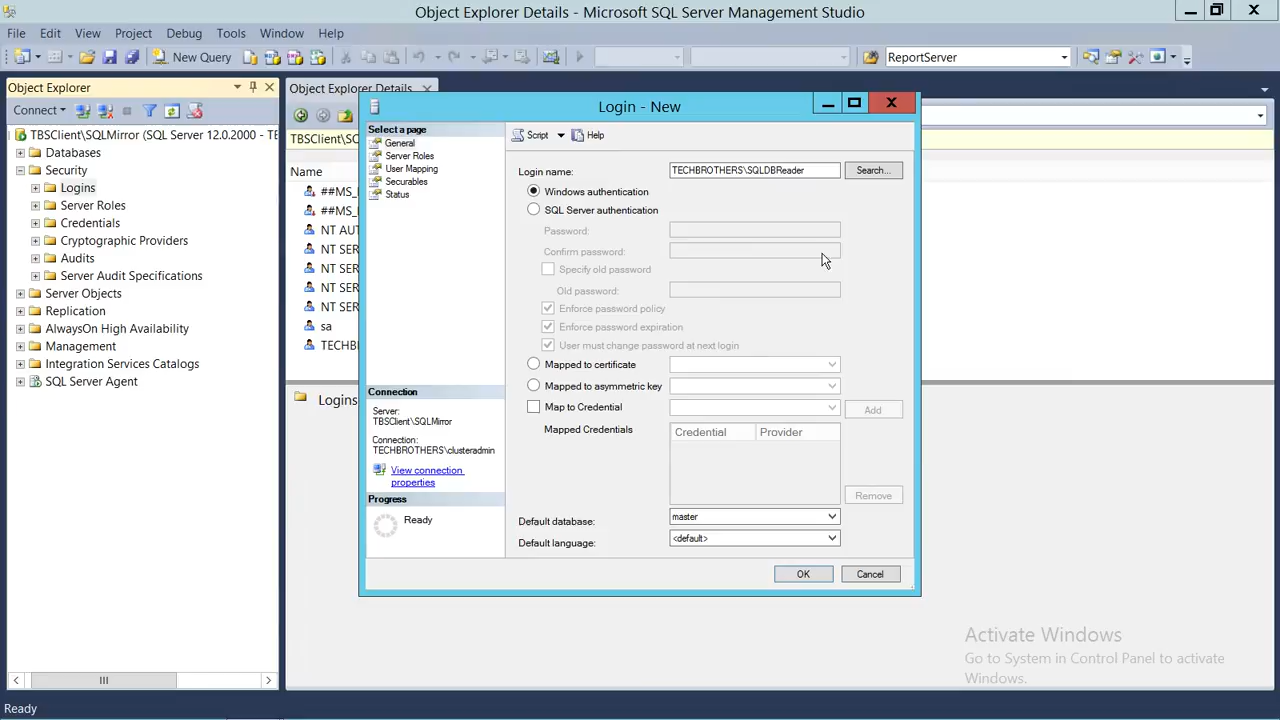 Object Explorer Details - Microsoft SQL Server Management Studio
File Edit View Project Debug Tools Window Help
New Query
ReportServer
Object Explorer
Connect
TBSClient\SQLMirror (SQL Server 12.0.2000 - TE
Databases
Security
Logins
Server Roles
Credentials
Cryptographic Providers
Audits
Server Audit Specifications
Server Objects
Replication
AlwaysOn High Availability
Management
Integration Services Catalogs
SQL Server Agent
Object Explorer Details
TBSClient\SC
Name
##MS_
##MS_
NT AUT
NT SER
NT SER
NT SER
NT SER
sa
TECHB
Logins
Login - New
Select a page
General
Server Roles
User Mapping
Securables
Status
Connection
Server:
TBSClient\SQLMirror
Connection:
TECHBROTHERS\clusteradmin
View connection
properties
Progress
Ready
Script Help
Login name: TECHBROTHERS\SQLDBReader Search...
Windows authentication
SQL Server authentication
Password:
Confirm password:
Specify old password
Old password:
Enforce password policy
Enforce password expiration
User must change password at next login
Mapped to certificate
Mapped to asymmetric key
Map to Credential Add
Mapped Credentials Credential Provider
Remove
Default database: master
Default language: <default>
OK Cancel
Activate Windows
Go to System in Control Panel to activate
Windows.
Ready